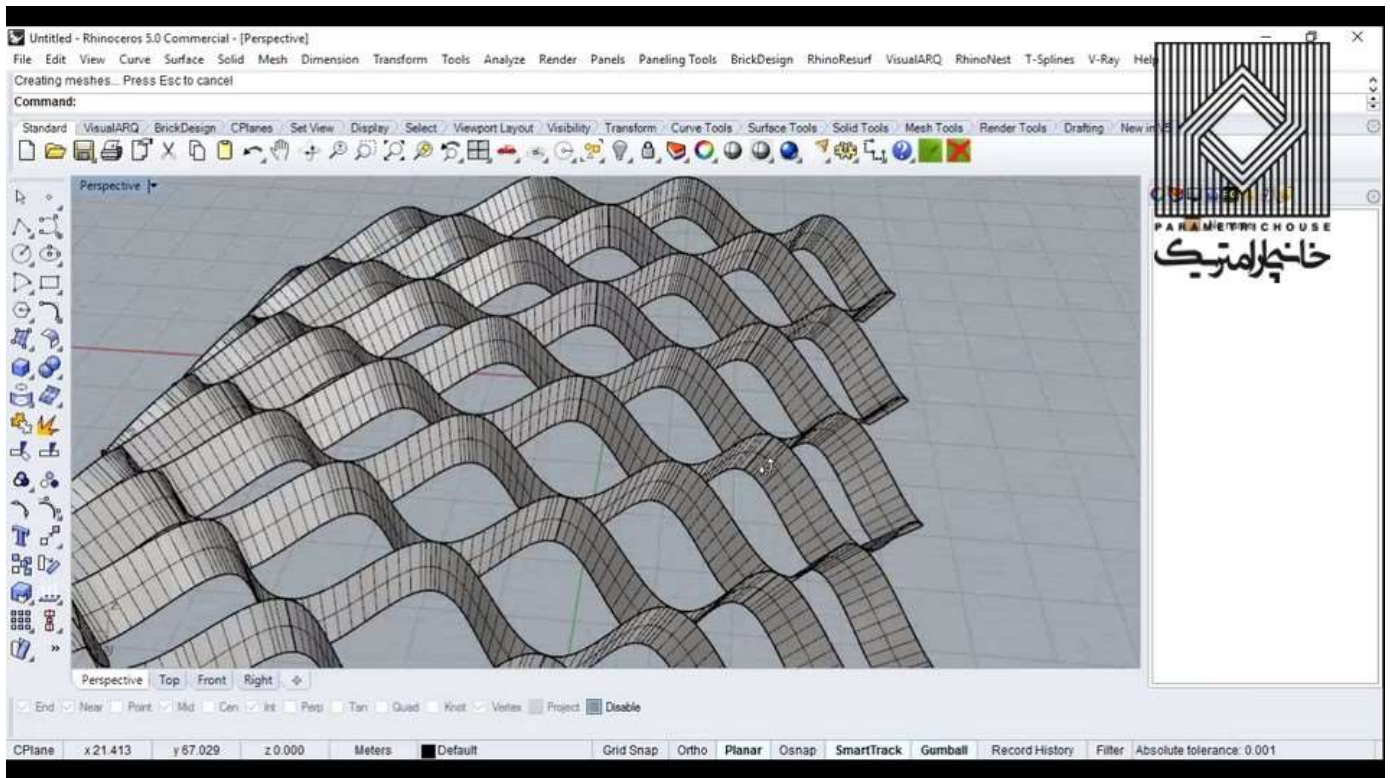 Untitled - Rhinoceros 5.0 Commercial - [Perspective]
File Edit View Curve Surface Solid Mesh Dimension Transform Tools Analyze Render Panels Paneling Tools BrickDesign RhinoResurf VisualARQ RhinoNest T-Splines V-Ray Help
Creating meshes... Press Esc to cancel
Command:
Standard VisualARQ BrickDesign CPlanes Set View Display Select Viewport Layout Visibility Transform Curve Tools Surface Tools Solid Tools Mesh Tools Render Tools Drafting New in V5
Perspective
PARAMETRICHOUSE
خانه پارامتریک
Perspective Top Front Right
End Near Point Mid Cen Int Perp Tan Quad Knot Vertex Project Disable
CPlane x 21.413 y 67.029 z 0.000 Meters Default Grid Snap Ortho Planar Osnap SmartTrack Gumball Record History Filter Absolute tolerance: 0.001